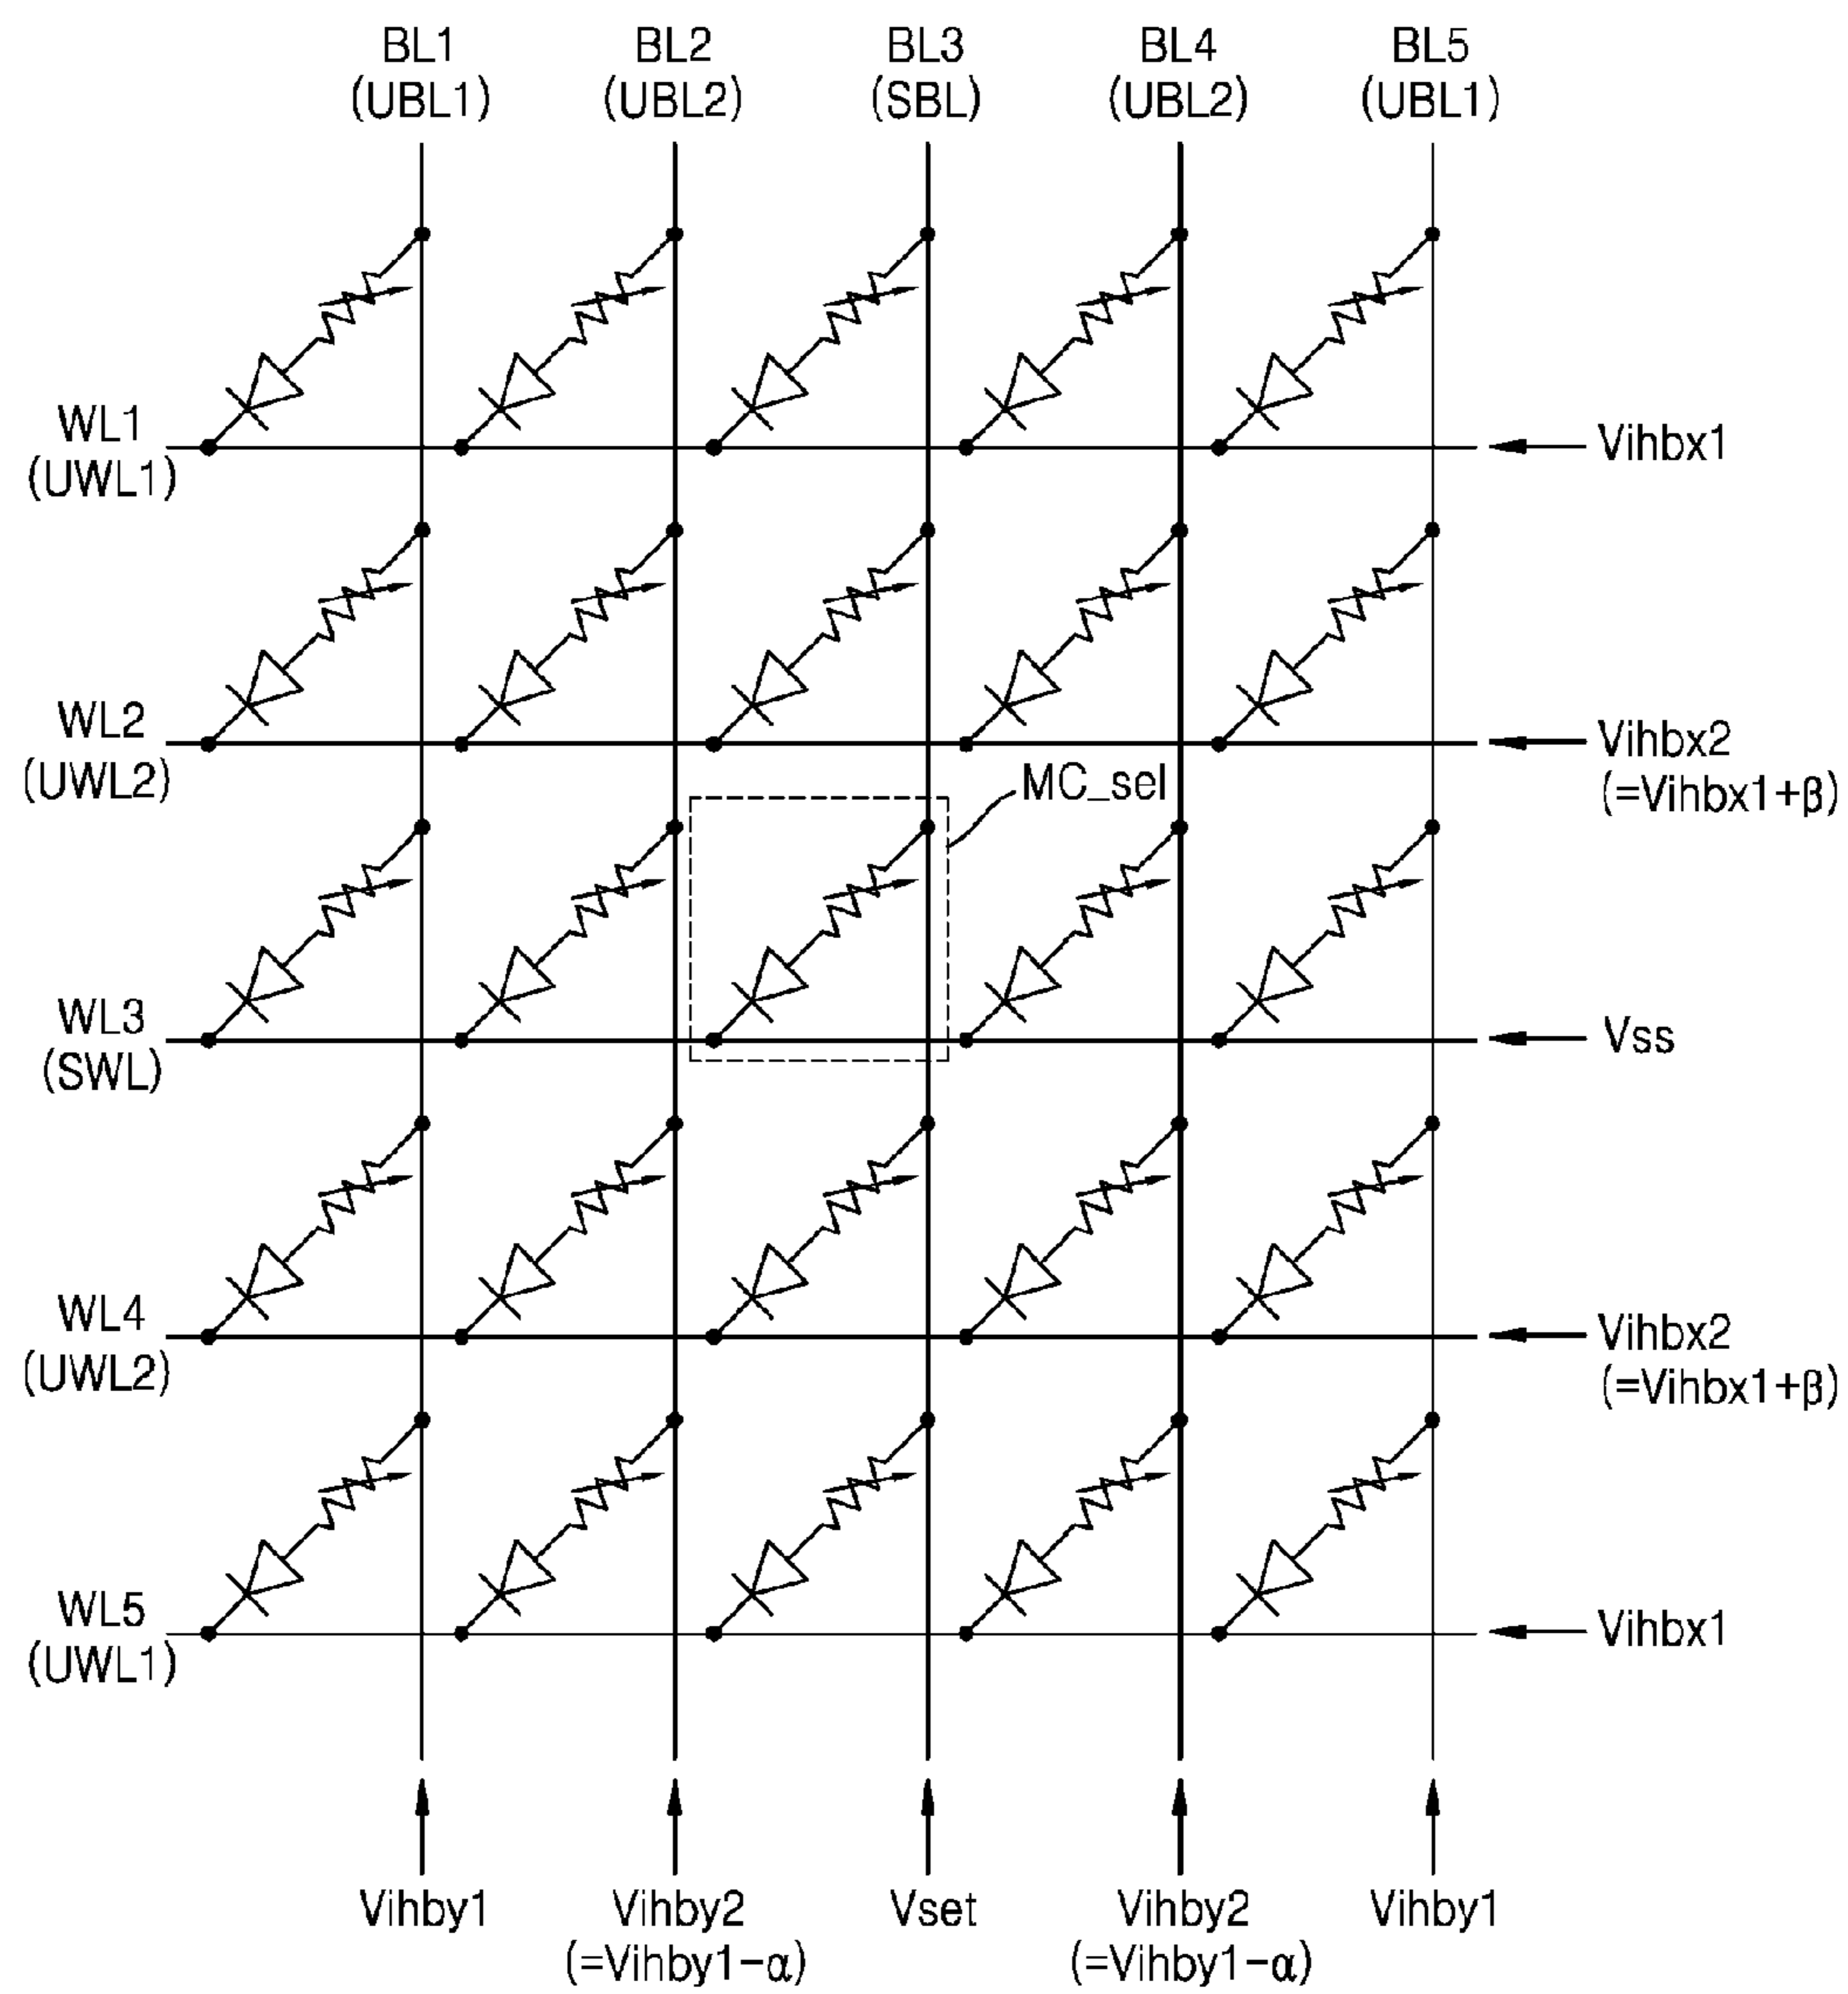 BL1 BL2 BL3 BL4 BL5
(UBL1) (UBL2) (SBL) (UBL2) (UBL1)
WL1
(UWL1)
Vihbx1
WL2
(UWL2)
Vihbx2
(=Vihbx1+β)
MC_sel
WL3
(SWL)
Vss
WL4
(UWL2)
Vihbx2
(=Vihbx1+β)
WL5
(UWL1)
Vihbx1
Vihby1 Vihby2 Vset Vihby2 Vihby1
(=Vihby1-α) (=Vihby1-α)